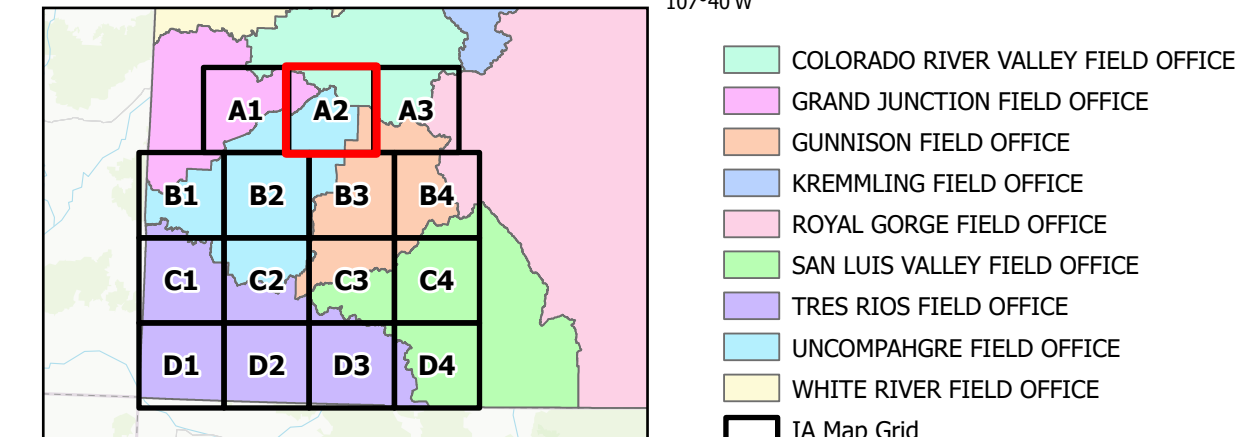 107°40'W
COLORADO RIVER VALLEY FIELD OFFICE
GRAND JUNCTION FIELD OFFICE
GUNNISON FIELD OFFICE
KREMMLING FIELD OFFICE
ROYAL GORGE FIELD OFFICE
SAN LUIS VALLEY FIELD OFFICE
TRES RIOS FIELD OFFICE
UNCOMPAHGRE FIELD OFFICE
WHITE RIVER FIELD OFFICE
IA Map Grid
A1 A2 A3
B1 B2 B3 B4
C1 C2 C3 C4
D1 D2 D3 D4